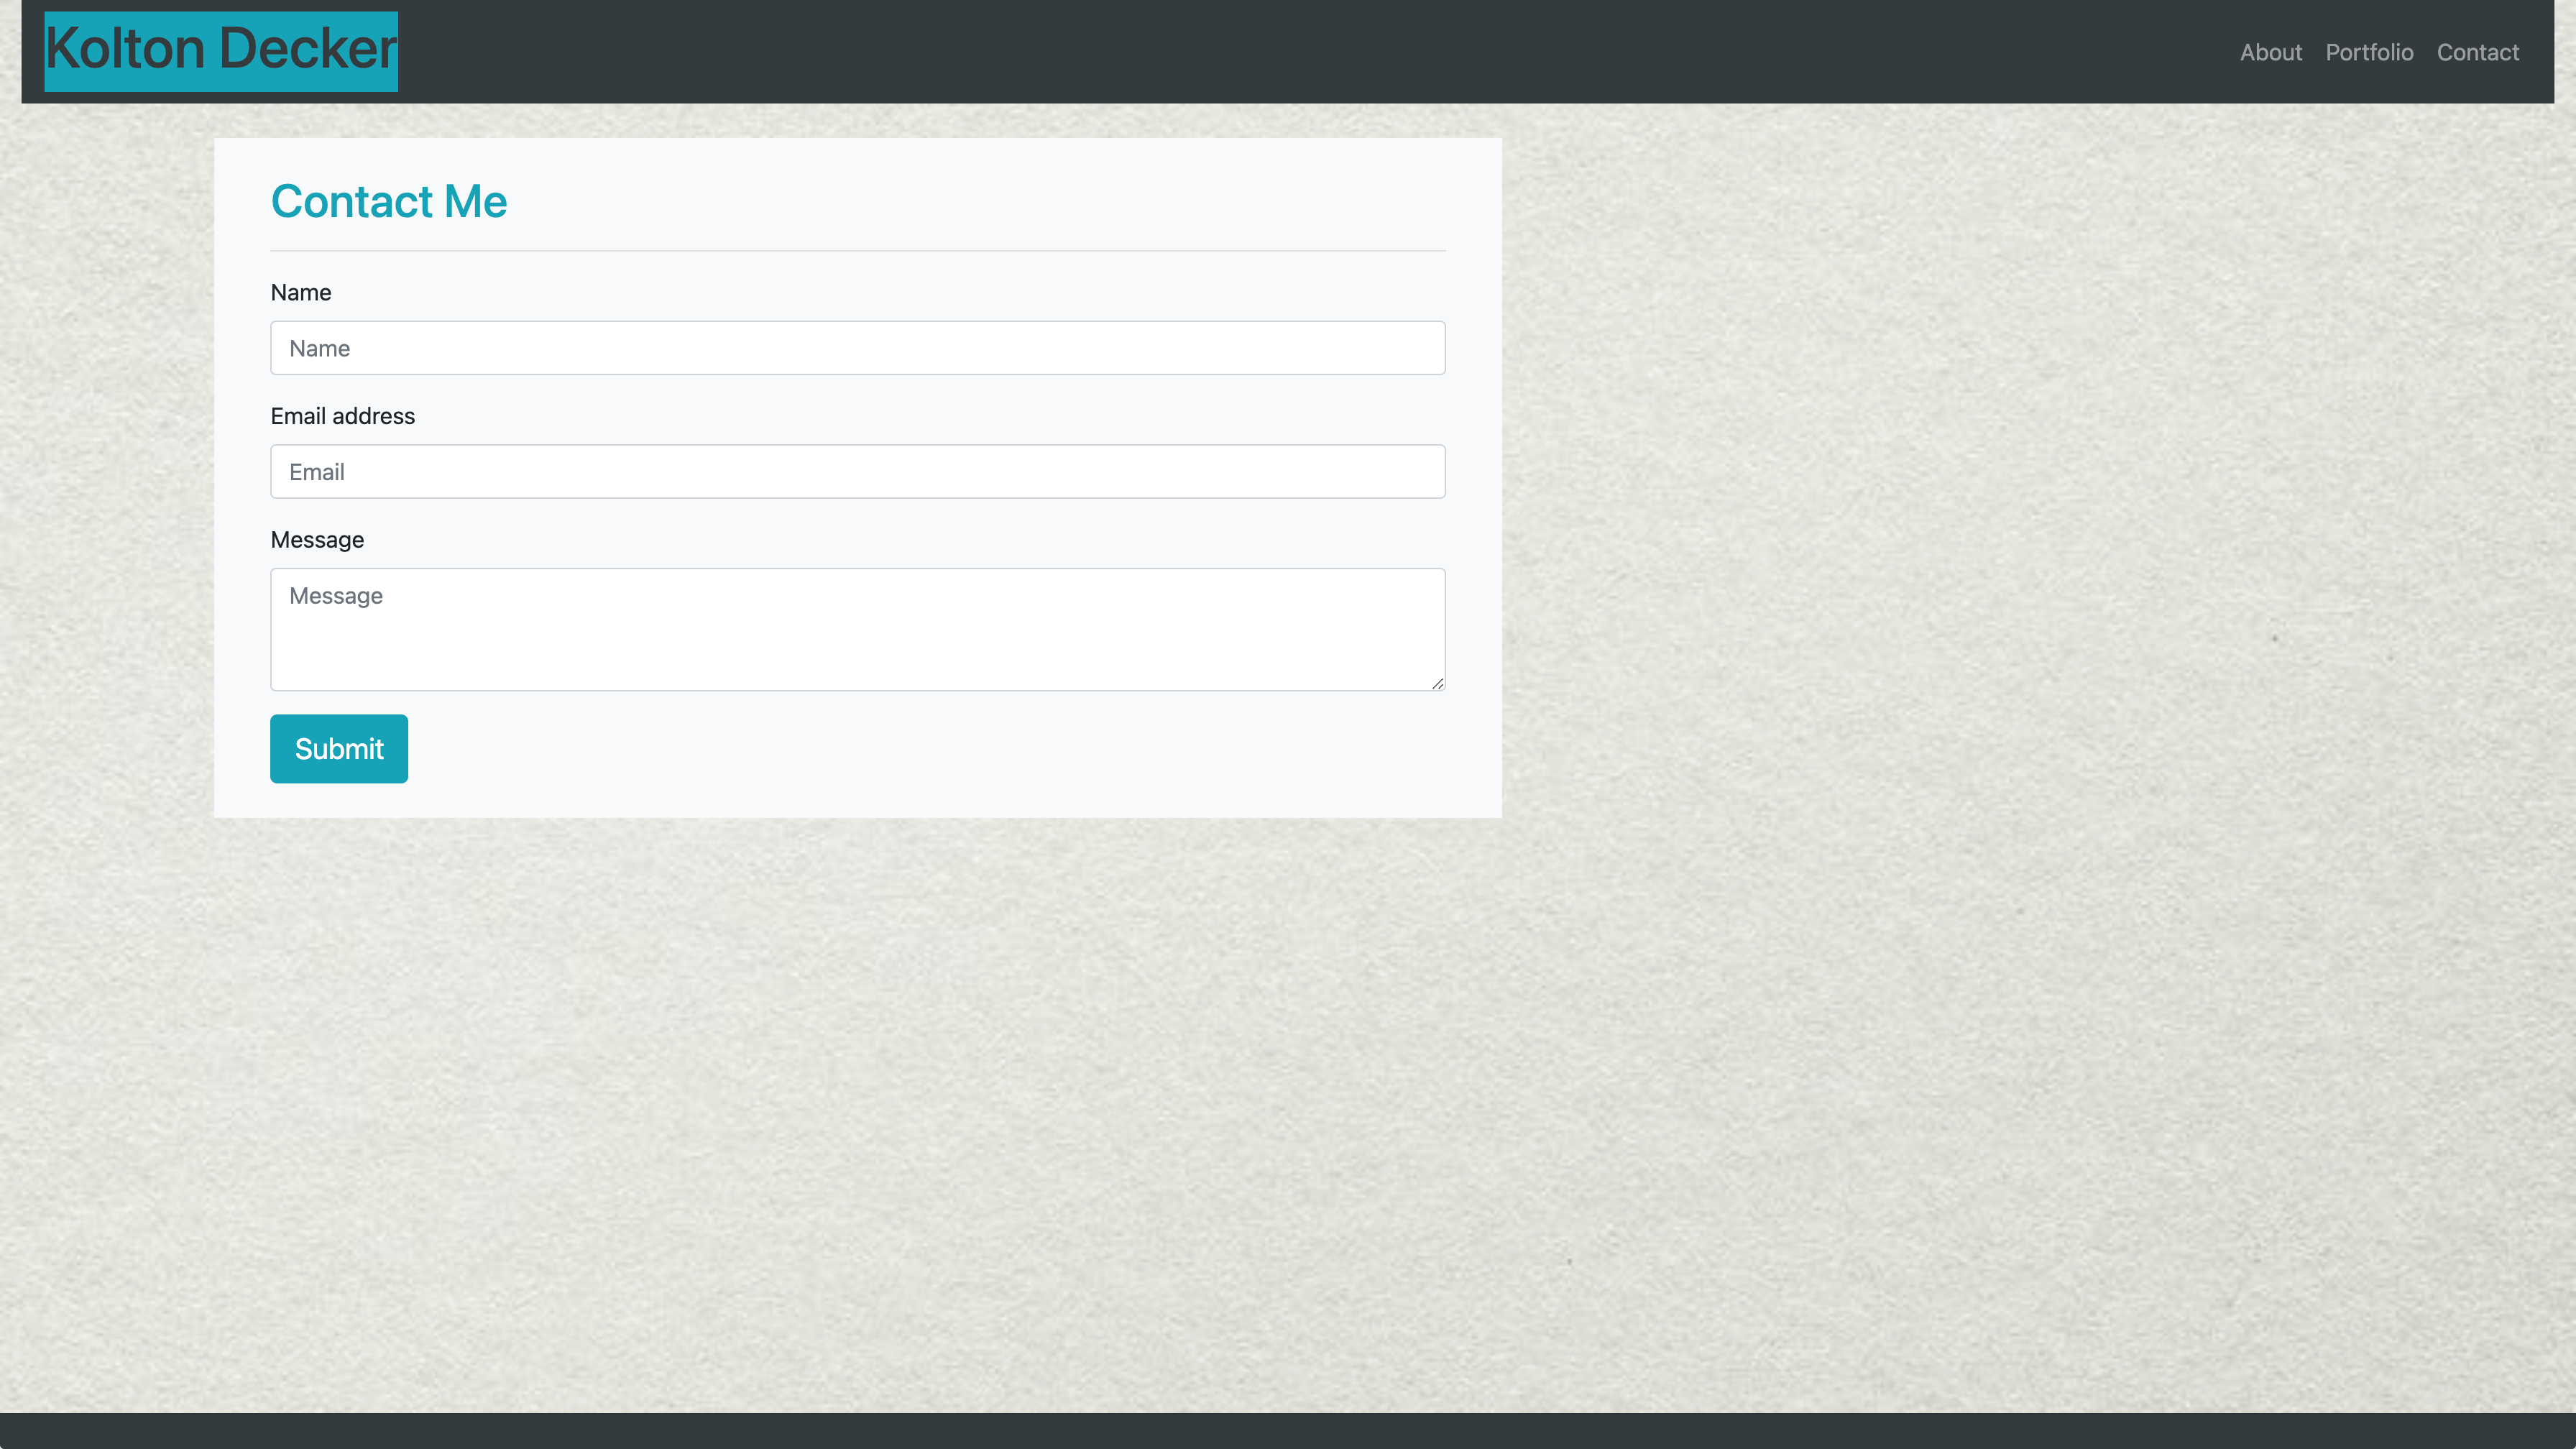 Kolton Decker
About Portfolio Contact
Contact Me
Name
Name
Email address
Email
Message
Message
Submit